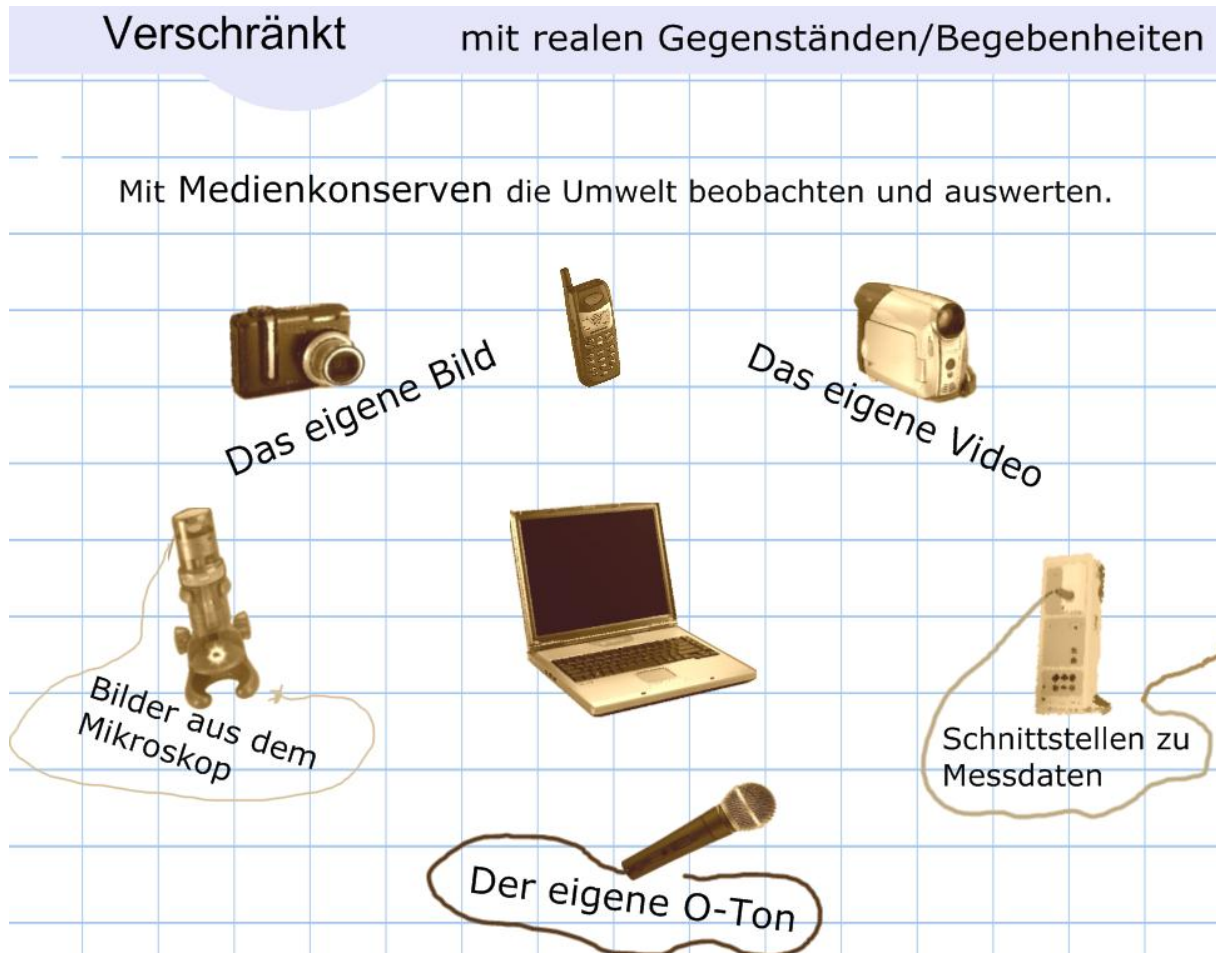 Verschränkt mit realen Gegenständen/Begebenheiten
Mit Medienkonserven die Umwelt beobachten und auswerten.
Das eigene Bild
Das eigene Video
Bilder aus dem
Mikroskop
Schnittstellen zu
Messdaten
Der eigene O-Ton